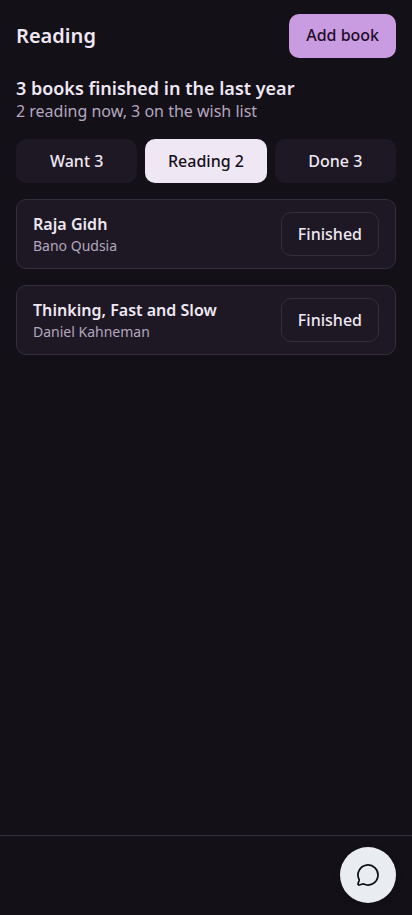 Reading
Add book
3 books finished in the last year
2 reading now, 3 on the wish list
Want 3
Reading 2
Done 3
Raja Gidh
Bano Qudsia
Finished
Thinking, Fast and Slow
Daniel Kahneman
Finished